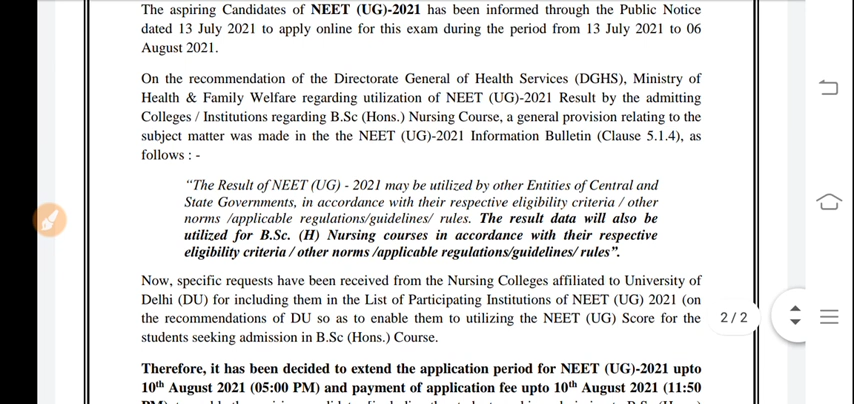 The aspiring Candidates of NEET (UG)-2021 has been informed through the Public Notice
dated 13 July 2021 to apply online for this exam during the period from 13 July 2021 to 06
August 2021.
On the recommendation of the Directorate General of Health Services (DGHS), Ministry of
Health & Family Welfare regarding utilization of NEET (UG)-2021 Result by the admitting
Colleges / Institutions regarding B.Sc (Hons.) Nursing Course, a general provision relating to the
subject matter was made in the the NEET (UG)-2021 Information Bulletin (Clause 5.1.4), as
follows : -
“The Result of NEET (UG) - 2021 may be utilized by other Entities of Central and
State Governments, in accordance with their respective eligibility criteria / other
norms /applicable regulations/guidelines/ rules. The result data will also be
utilized for B.Sc. (H) Nursing courses in accordance with their respective
eligibility criteria / other norms /applicable regulations/guidelines/ rules”.
Now, specific requests have been received from the Nursing Colleges affiliated to University of
Delhi (DU) for including them in the List of Participating Institutions of NEET (UG) 2021 (on
the recommendations of DU so as to enable them to utilizing the NEET (UG) Score for the
students seeking admission in B.Sc (Hons.) Course.
2 / 2
Therefore, it has been decided to extend the application period for NEET (UG)-2021 upto
10th August 2021 (05:00 PM) and payment of application fee upto 10th August 2021 (11:50